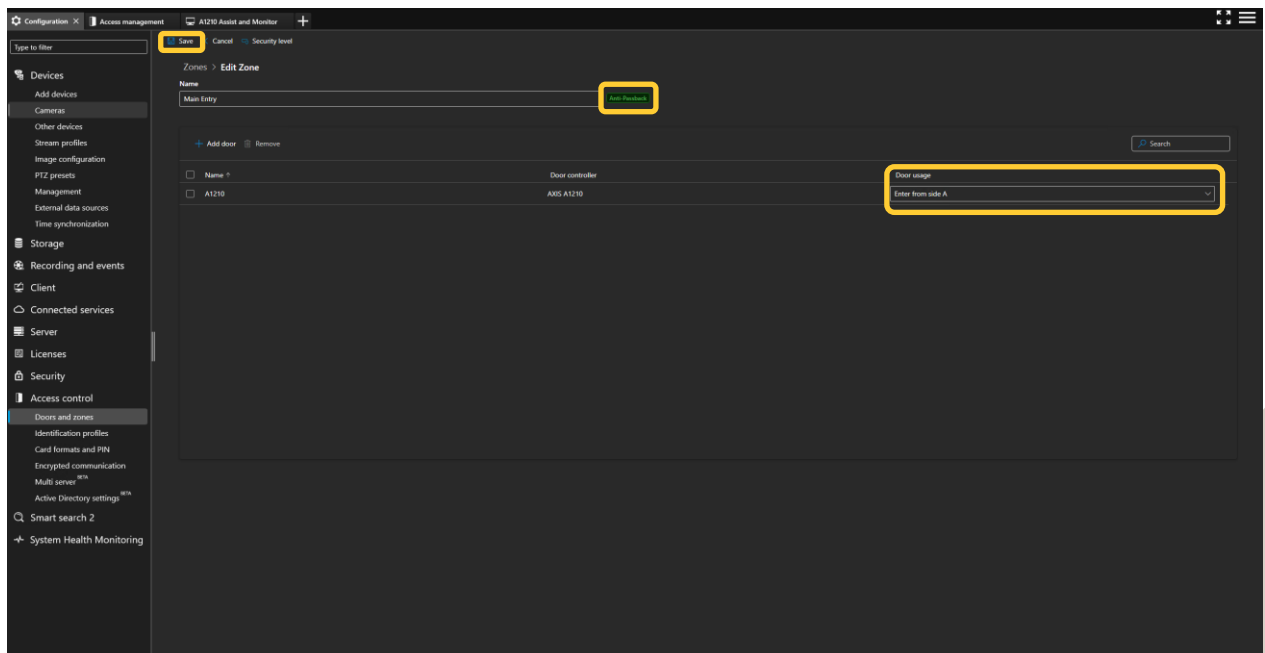 Configuration
Access management
A1210 Assist and Monitor
Type to filter
Save
Cancel
Security level
Zones > Edit Zone
Name
Main Entry
Anti-Passback
Add door
Remove
Search
Name ↑
Door controller
Door usage
A1210
AXIS A1210
Enter from side A
Devices
Add devices
Cameras
Other devices
Stream profiles
Image configuration
PTZ presets
Management
External data sources
Time synchronization
Storage
Recording and events
Client
Connected services
Server
Licenses
Security
Access control
Doors and zones
Identification profiles
Card formats and PIN
Encrypted communication
Multi server BETA
Active Directory settings BETA
Smart search 2
System Health Monitoring